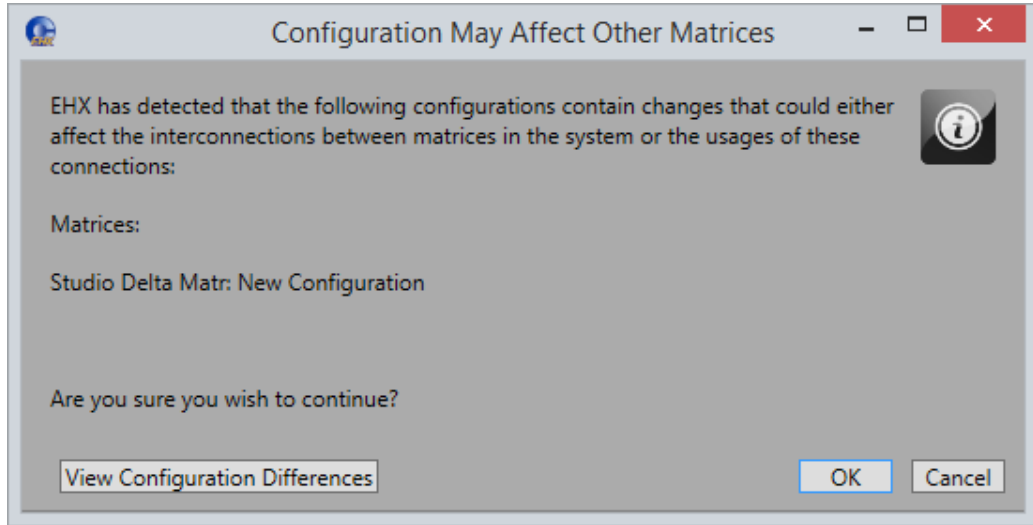 Configuration May Affect Other Matrices
EHX has detected that the following configurations contain changes that could either
affect the interconnections between matrices in the system or the usages of these
connections:
Matrices:
Studio Delta Matr: New Configuration
Are you sure you wish to continue?
View Configuration Differences
OK
Cancel